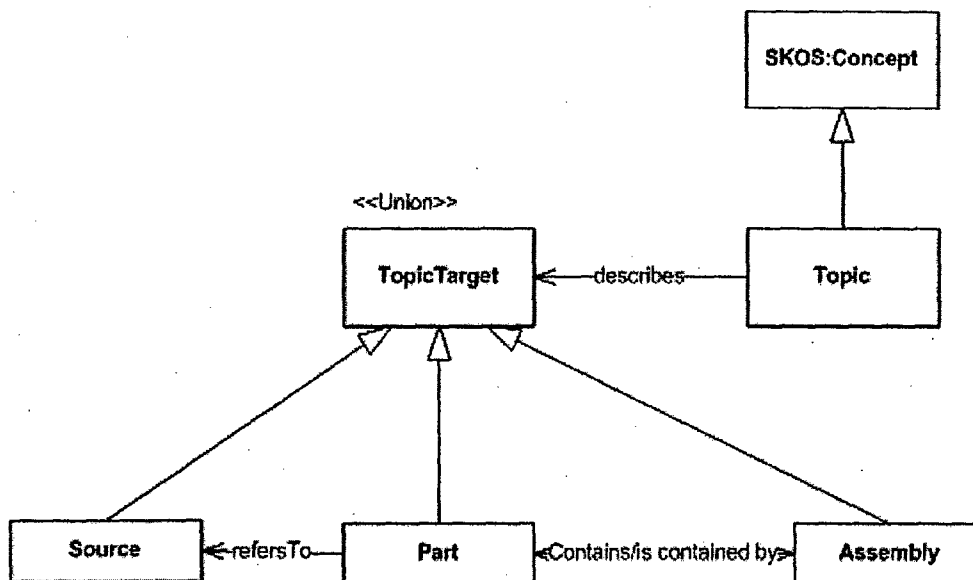 SKOS:Concept
<<Union>>
TopicTarget
describes
Topic
Source
refersTo
Part
Contains/is contained by
Assembly